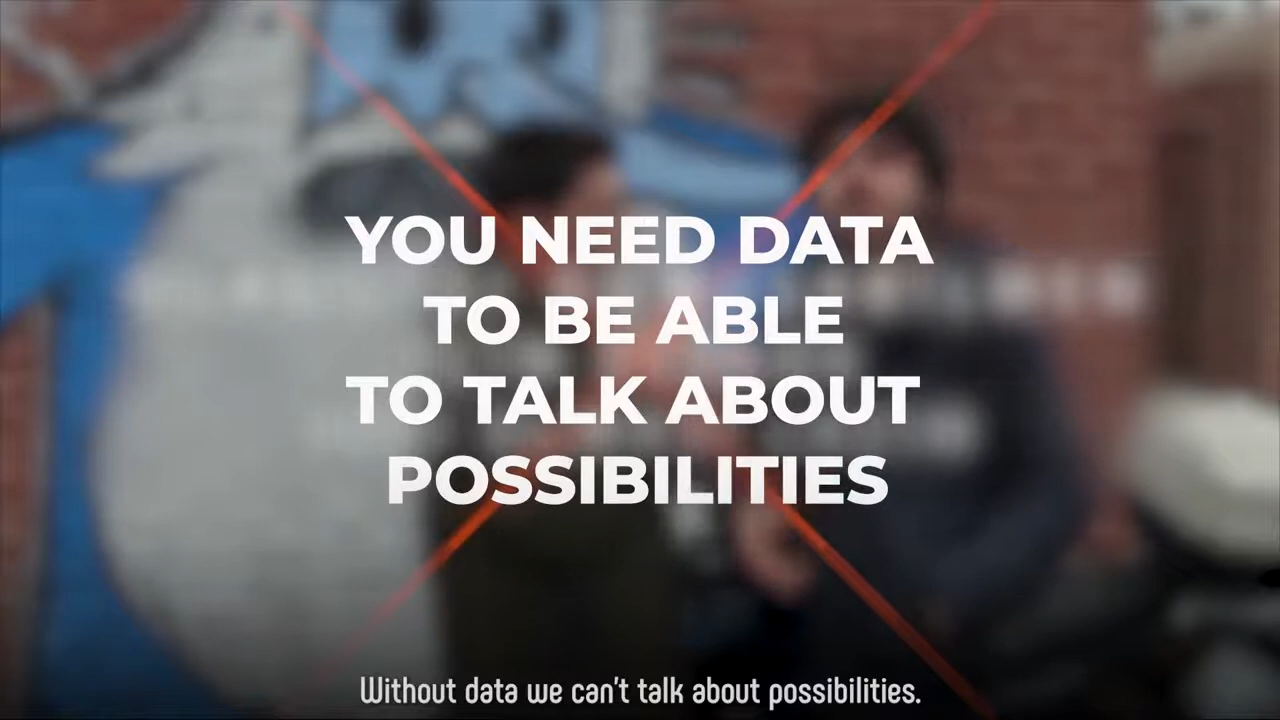 YOU NEED DATA
TO BE ABLE
TO TALK ABOUT
POSSIBILITIES
Without data we can't talk about possibilities.